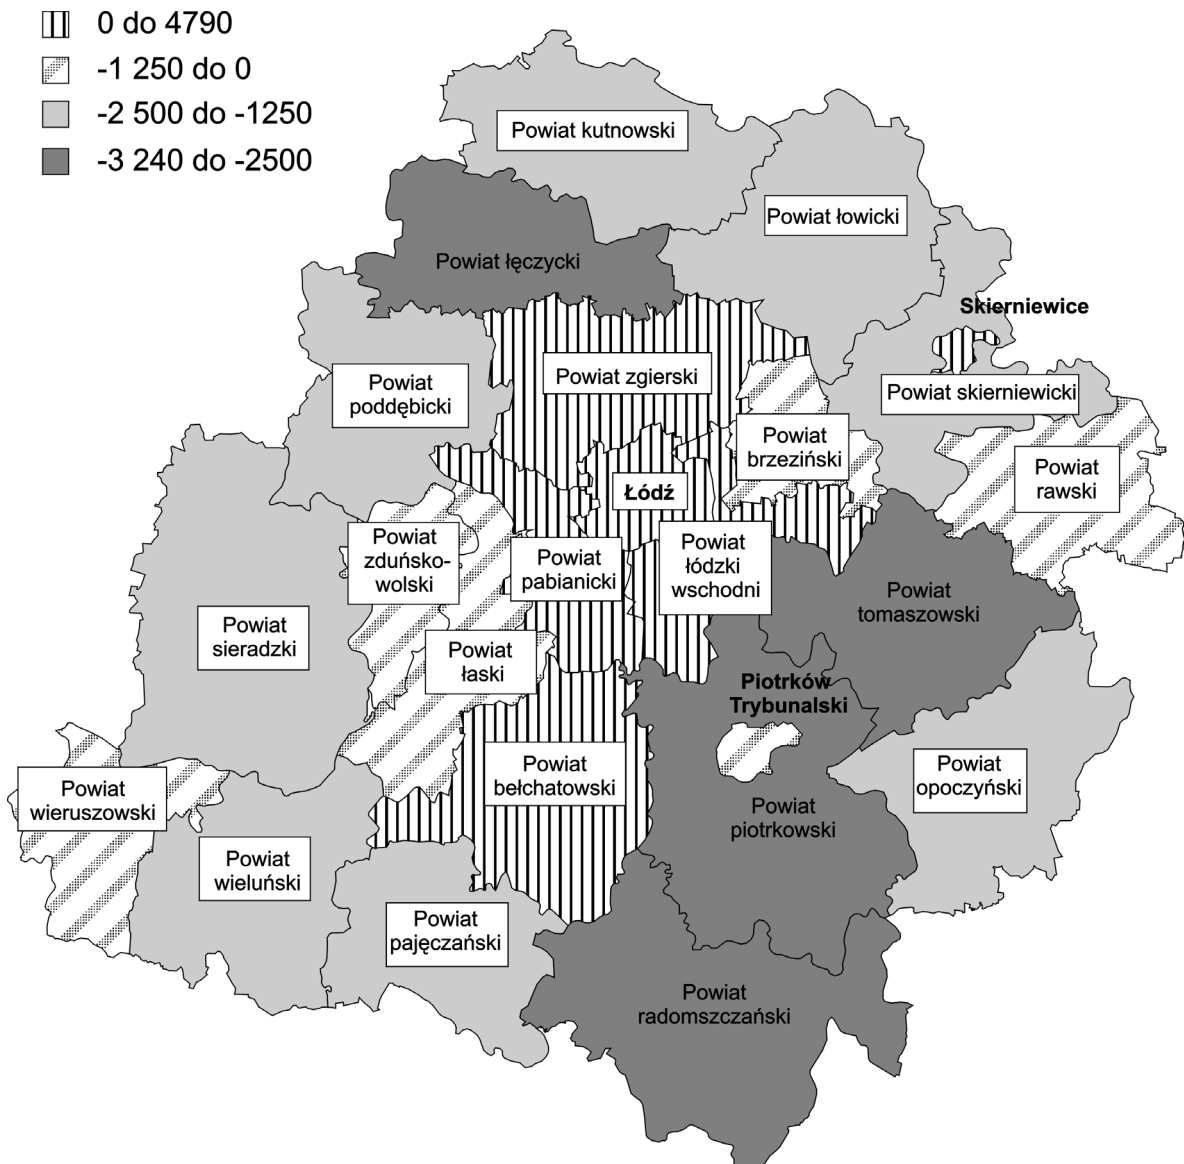 0 do 4790
-1 250 do 0
-2 500 do -1250
-3 240 do -2500
Powiat kutnowski
Powiat łowicki
Powiat łęczycki
Skierniewice
Powiat zgierski
Powiat
poddębicki
Powiat skierniewicki
Powiat
brzeziński
Powiat
rawski
Łódź
Powiat
zduńsko-
wolski
Powiat
pabianicki
Powiat
łódzki
wschodni
Powiat
tomaszowski
Powiat
sieradzki
Powiat
łaski
Piotrków
Trybunalski
Powiat
wieruszowski
Powiat
bełchatowski
Powiat
opoczyński
Powiat
piotrkowski
Powiat
wieluński
Powiat
pajęczański
Powiat
radomszczański